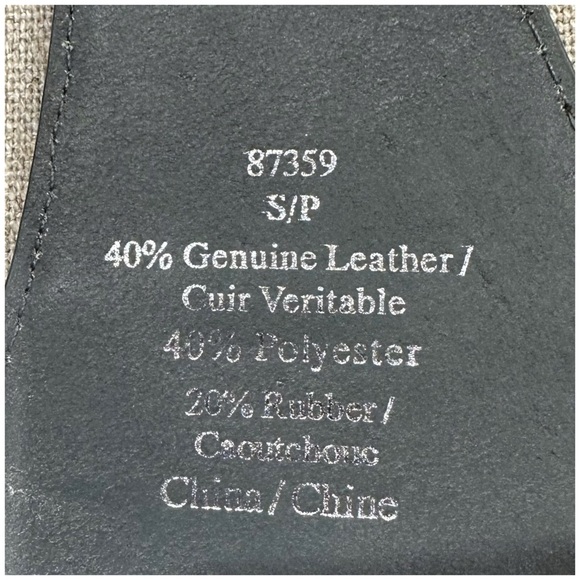 87359
S/P
40% Genuine Leather /
Cuir Veritable
40% Polyester
20% Rubber /
Caoutchouc
China / Chine